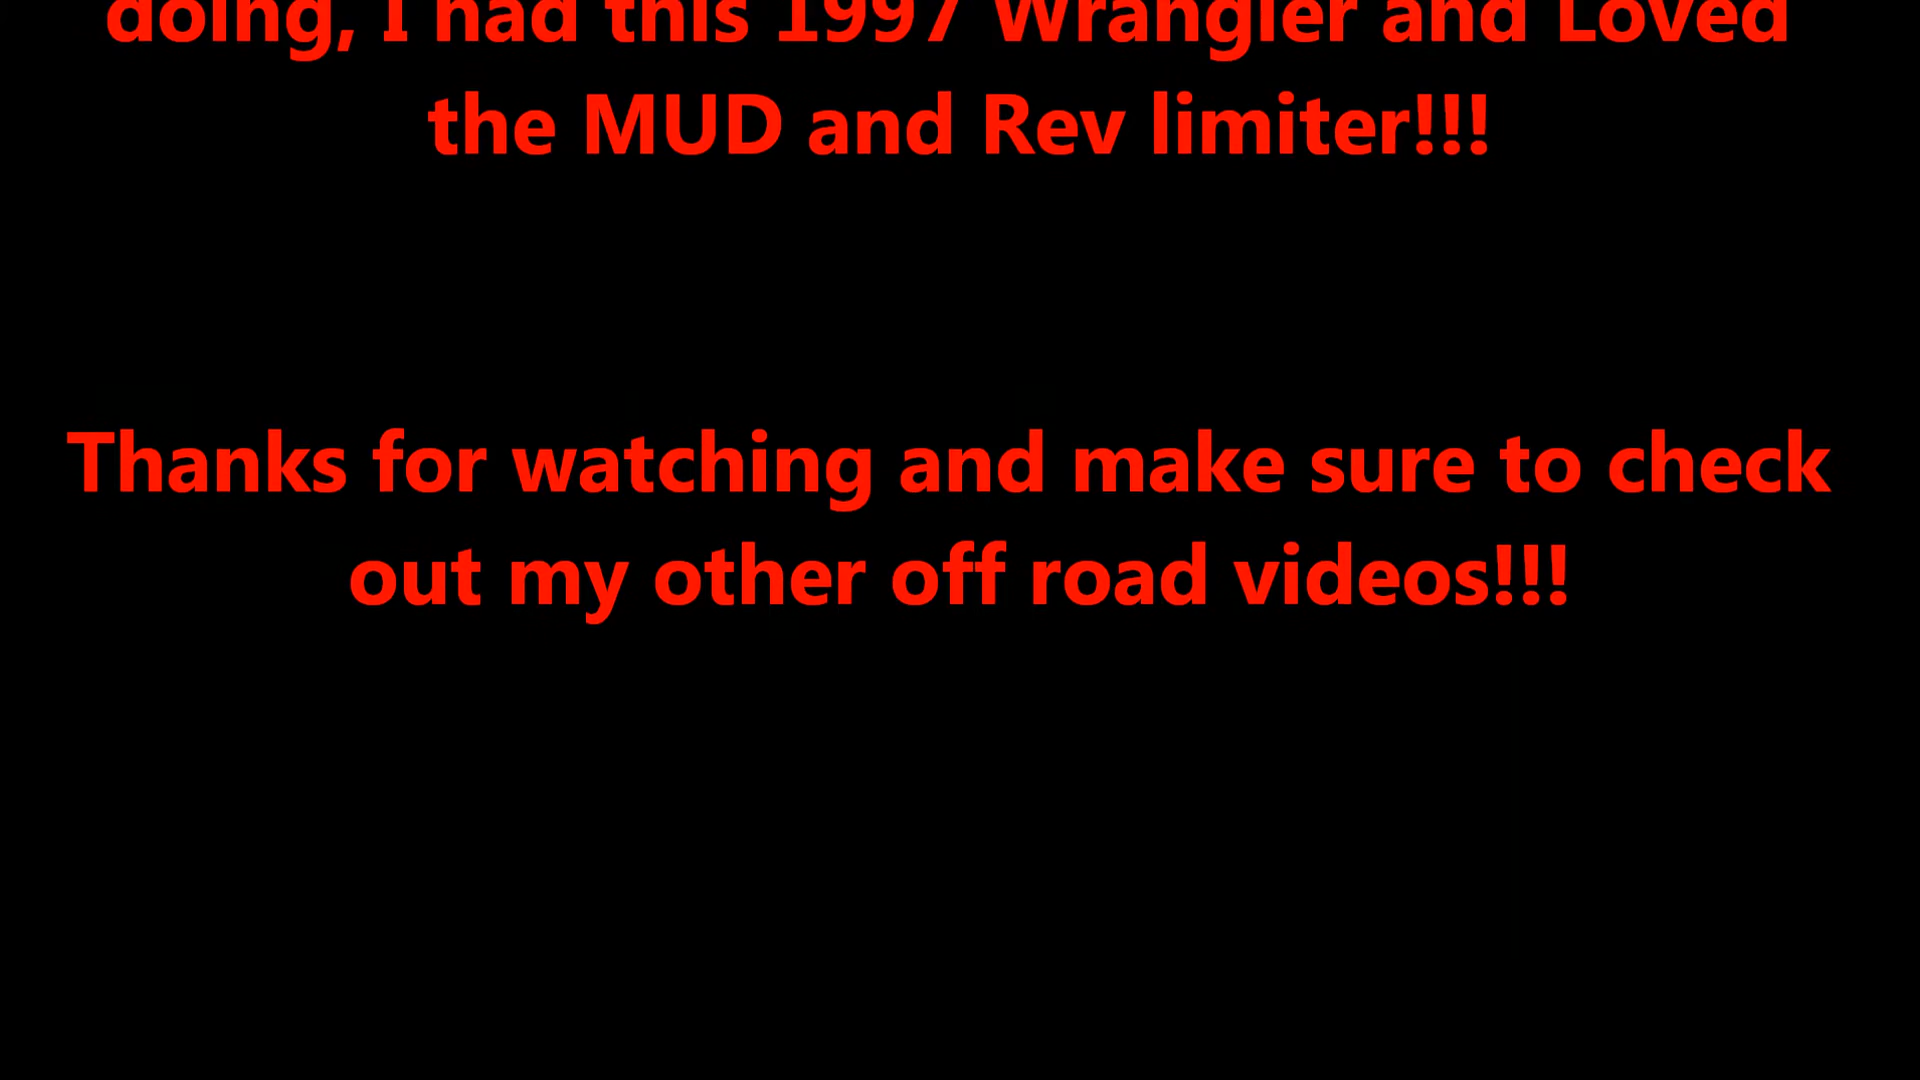 doing, I had this 1997 Wrangler and Loved
the MUD and Rev limiter!!!
Thanks for watching and make sure to check
out my other off road videos!!!